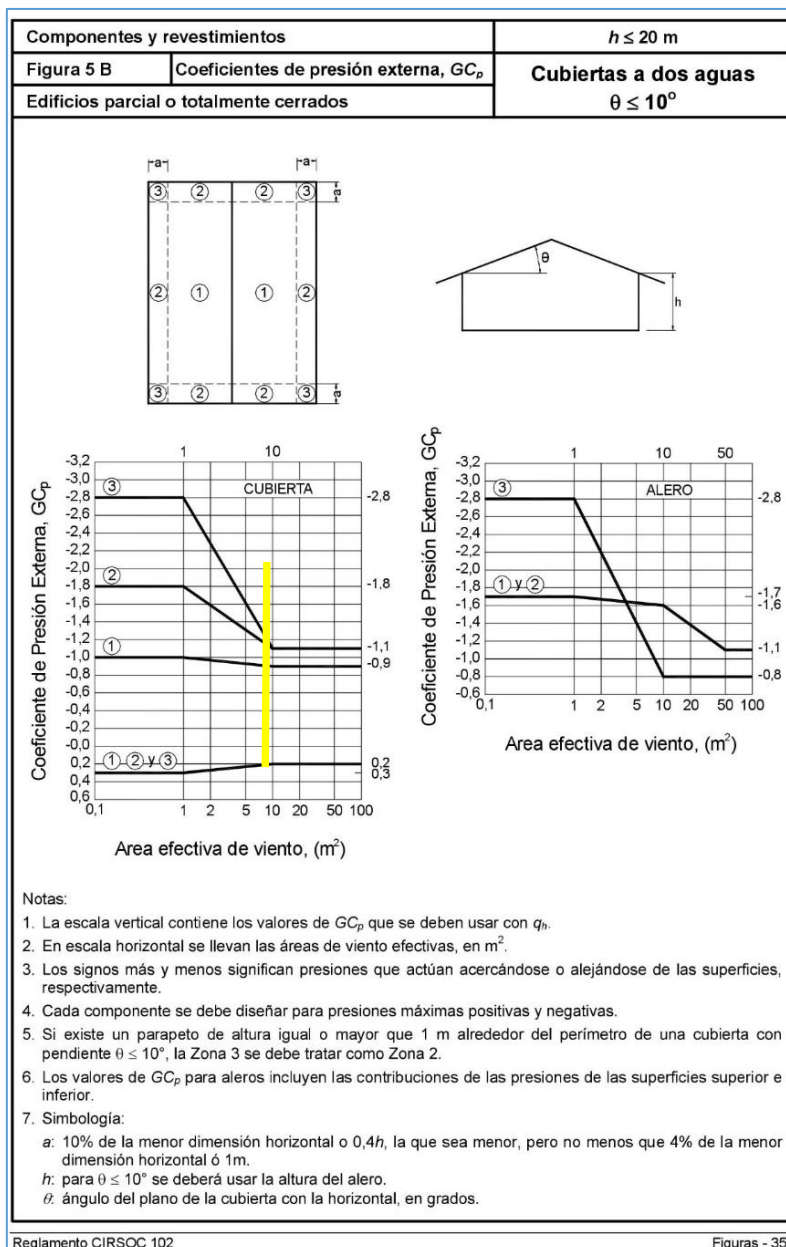 Componentes y revestimientos
h ≤ 20 m
Figura 5 B
Coeficientes de presión externa, GCp
Cubiertas a dos aguas
θ ≤ 10°
Edificios parcial o totalmente cerrados
a a
3 2 2 3 a
2 1 1 2
3 2 2 3 a
θ
h
Coeficiente de Presión Externa, GCp
1 10
CUBIERTA
-3,2
-3,0
-2,8 3 -2,8
-2,6
-2,4
-2,2
-2,0
-1,8 2 -1,8
-1,6
-1,4
-1,2
-1,1
-1,0 1
-0,9
-0,8
-0,6
-0,4
-0,2
-0,0
0,2 1 2 y 3 0,2
0,3
0,4
0,6
0,1 1 2 5 10 20 50 100
Area efectiva de viento, (m²)
Coeficiente de Presión Externa, GCp
1 10 50
ALERO
-3,2
-3,0
-2,8 3 -2,8
-2,6
-2,4
-2,2
-2,0
-1,8 1 y 2
-1,7
-1,6 -1,6
-1,4
-1,2
-1,1
-1,0
-0,8 -0,8
-0,6
0,1 1 2 5 10 20 50 100
Area efectiva de viento, (m²)
Notas:
1. La escala vertical contiene los valores de GCp que se deben usar con qh.
2. En escala horizontal se llevan las áreas de viento efectivas, en m².
3. Los signos más y menos significan presiones que actúan acercándose o alejándose de las superficies,
respectivamente.
4. Cada componente se debe diseñar para presiones máximas positivas y negativas.
5. Si existe un parapeto de altura igual o mayor que 1 m alrededor del perímetro de una cubierta con
pendiente θ ≤ 10°, la Zona 3 se debe tratar como Zona 2.
6. Los valores de GCp para aleros incluyen las contribuciones de las presiones de las superficies superior e
inferior.
7. Simbología:
a: 10% de la menor dimensión horizontal o 0,4h, la que sea menor, pero no menos que 4% de la menor
dimensión horizontal ó 1m.
h: para θ ≤ 10° se deberá usar la altura del alero.
θ: ángulo del plano de la cubierta con la horizontal, en grados.
Reglamento CIRSOC 102
Figuras - 35